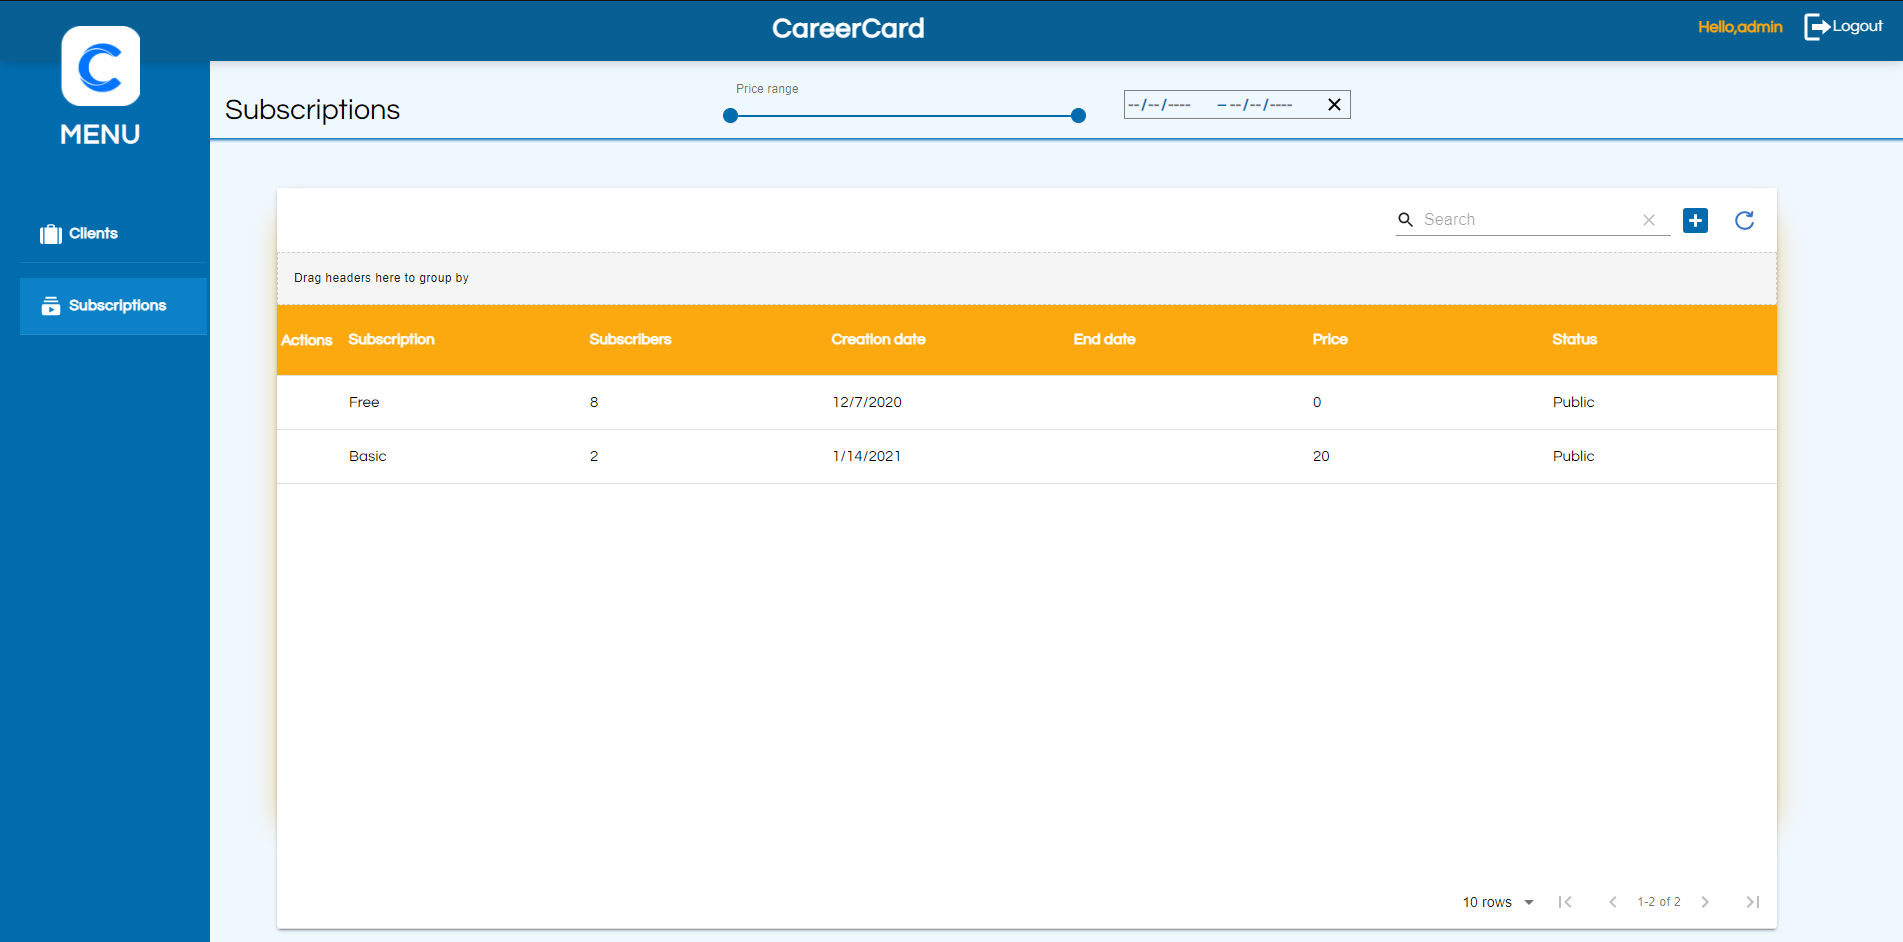 CareerCard
Hello,admin
Logout
C
MENU
Clients
Subscriptions
Subscriptions
Price range
--/--/---- – --/--/----
Search
Drag headers here to group by
Actions Subscription Subscribers Creation date End date Price Status
Free 8 12/7/2020 0 Public
Basic 2 1/14/2021 20 Public
10 rows 1-2 of 2